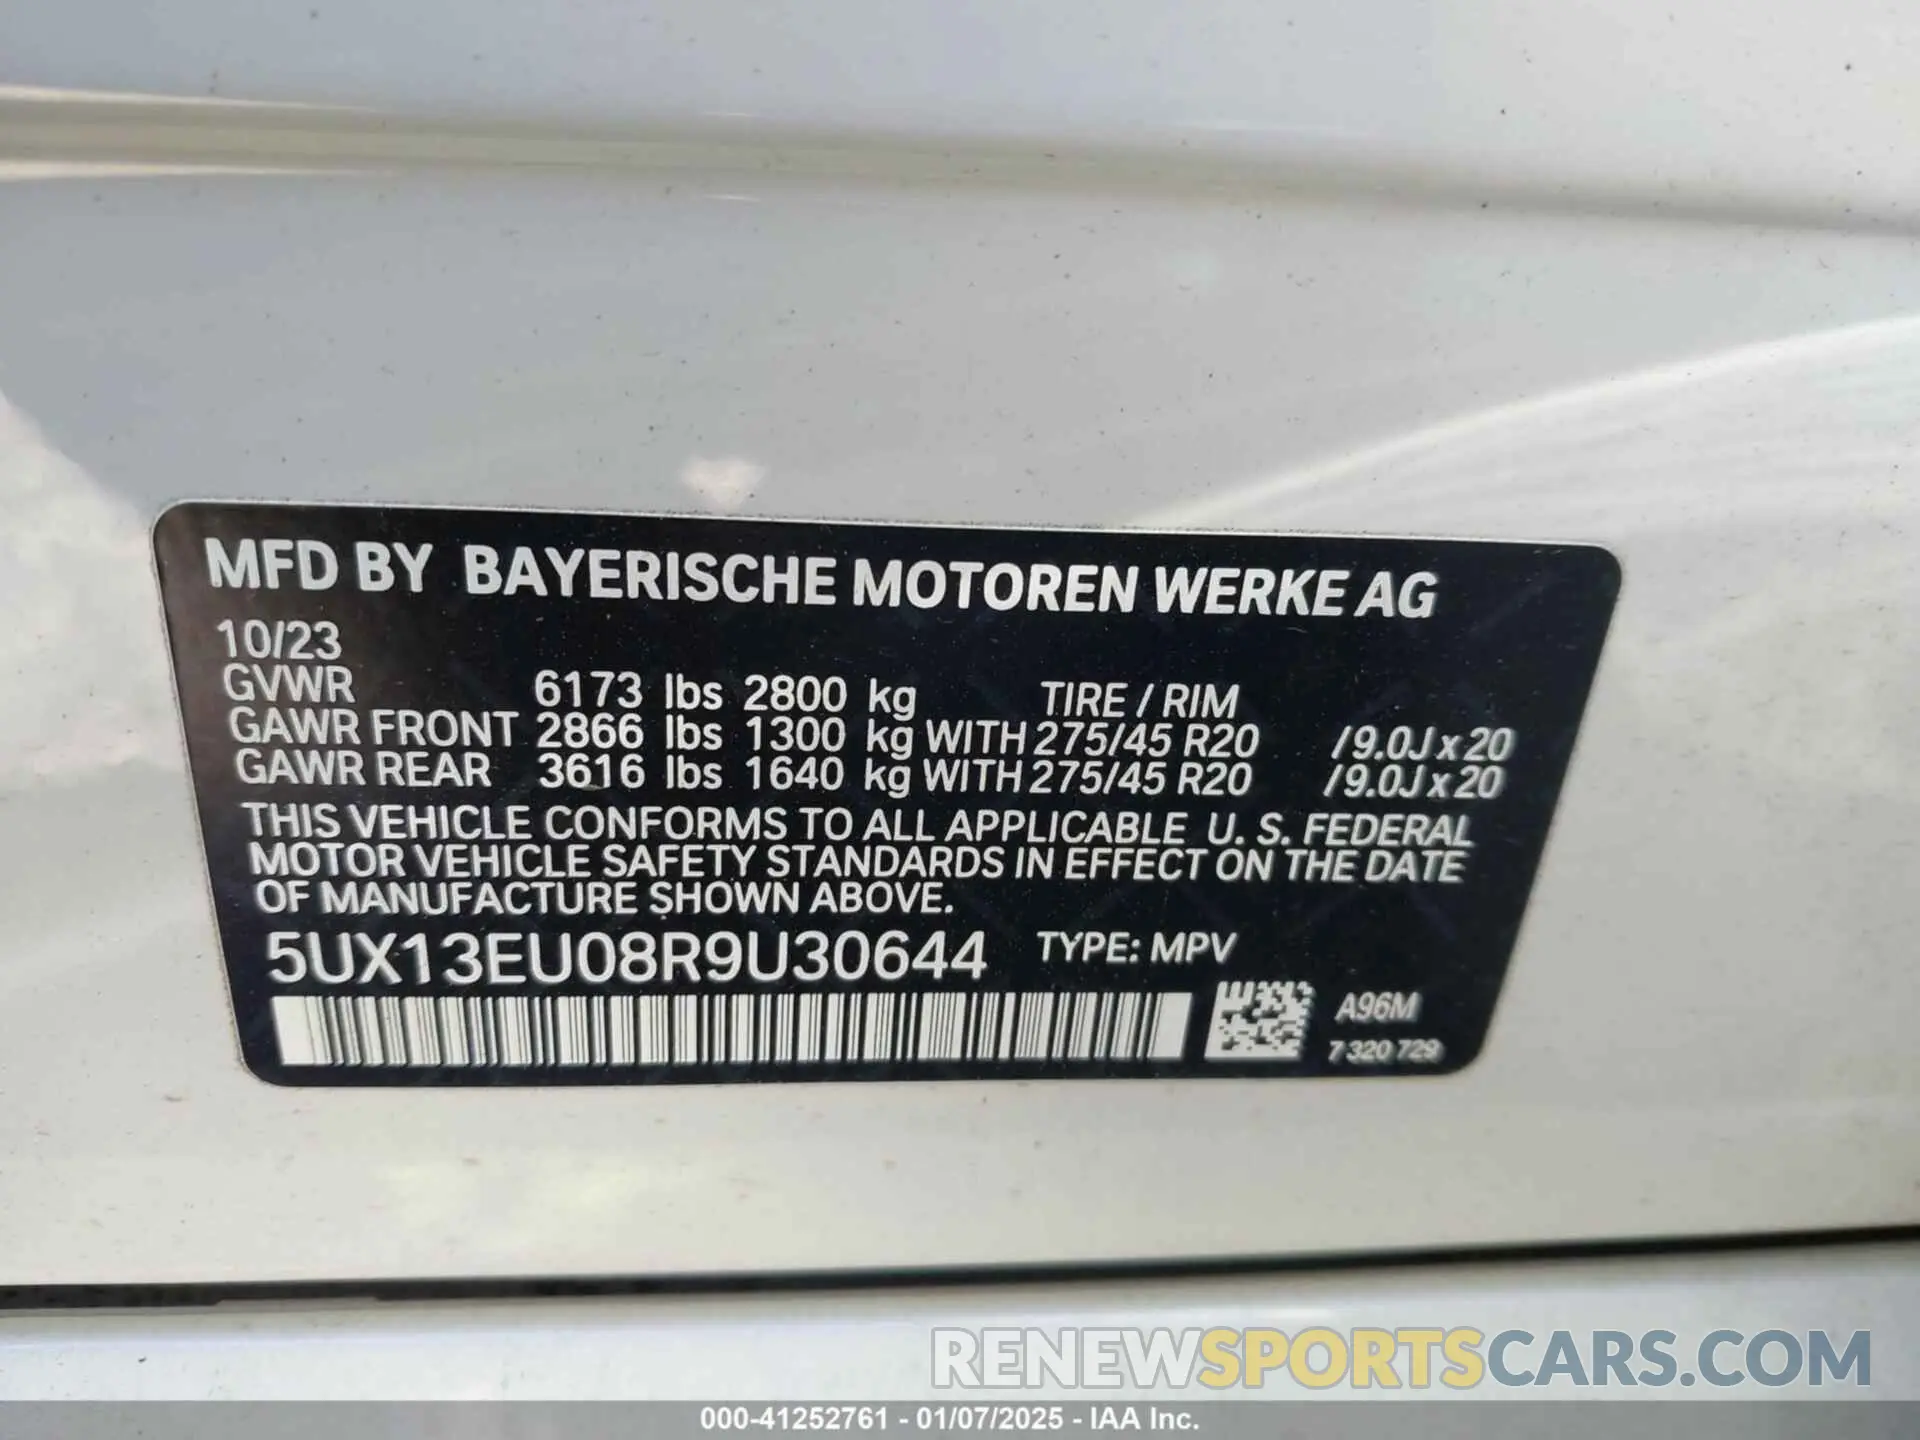 MFD BY BAYERISCHE MOTOREN WERKE AG
10/23
GVWR 6173 lbs 2800 kg TIRE / RIM
GAWR FRONT 2866 lbs 1300 kg WITH 275/45 R20 /9.0J x 20
GAWR REAR 3616 lbs 1640 kg WITH 275/45 R20 /9.0J x 20
THIS VEHICLE CONFORMS TO ALL APPLICABLE U. S. FEDERAL
MOTOR VEHICLE SAFETY STANDARDS IN EFFECT ON THE DATE
OF MANUFACTURE SHOWN ABOVE.
5UX13EU08R9U30644 TYPE: MPV
A96M
7 320 729
RENEWSPORTSCARS.COM
000-41252761 - 01/07/2025 - IAA Inc.